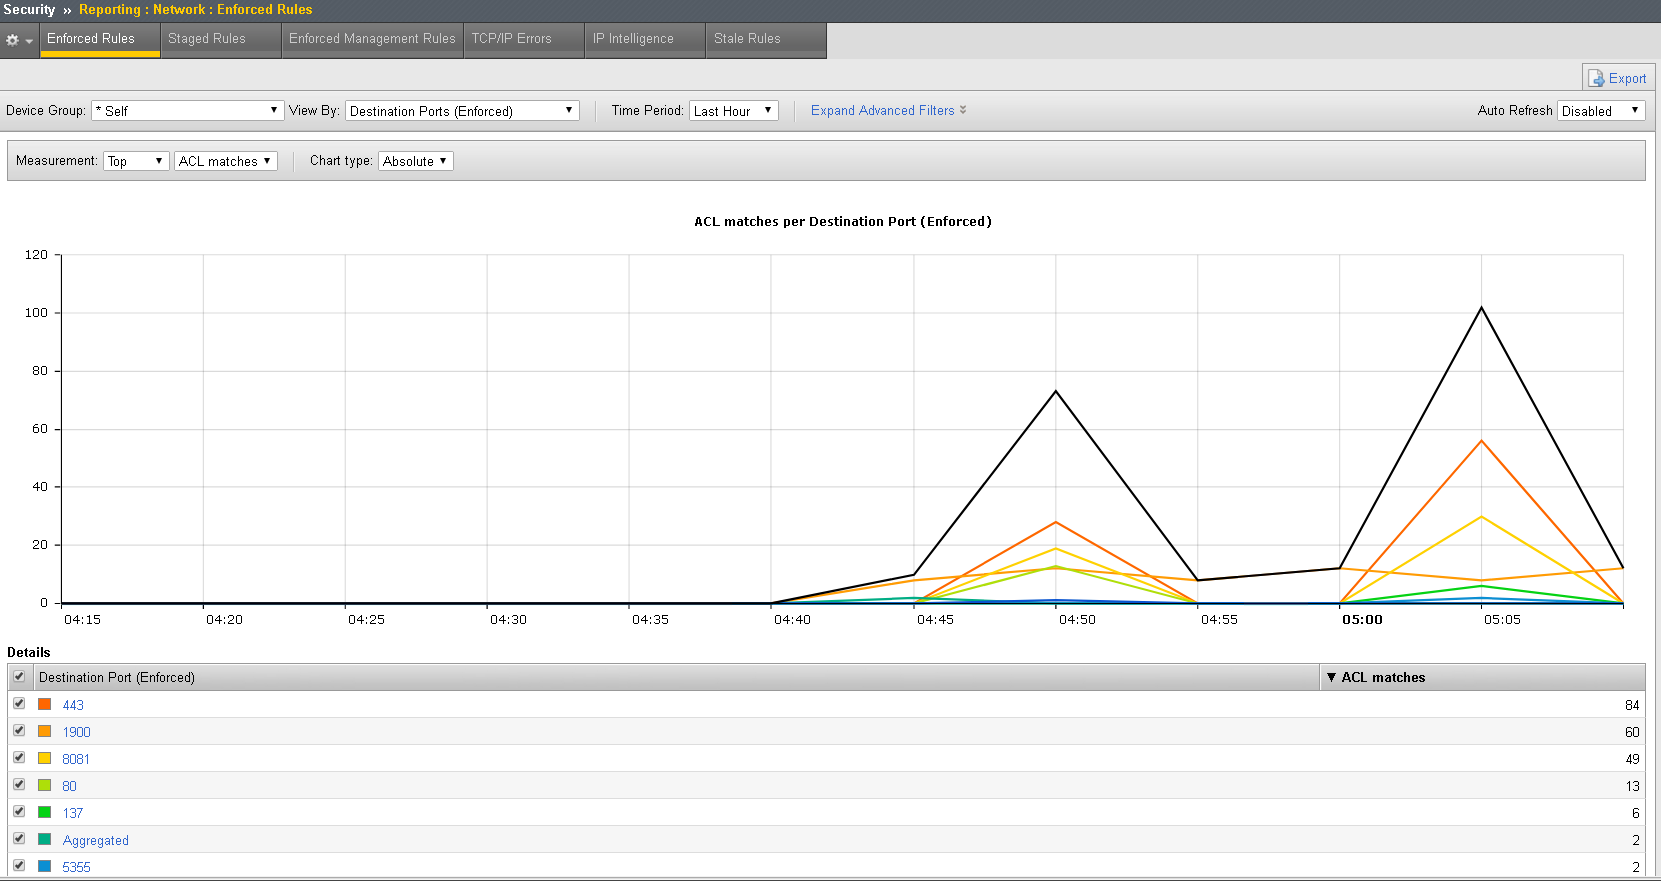 Security » Reporting : Network : Enforced Rules
Enforced Rules Staged Rules Enforced Management Rules TCP/IP Errors IP Intelligence Stale Rules
Export
Device Group: * Self View By: Destination Ports (Enforced) Time Period: Last Hour Expand Advanced Filters Auto Refresh Disabled
Measurement: Top ACL matches Chart type: Absolute
ACL matches per Destination Port (Enforced)
120
100
80
60
40
20
0
04:15 04:20 04:25 04:30 04:35 04:40 04:45 04:50 04:55 05:00 05:05
Details
Destination Port (Enforced) ▼ ACL matches
443 84
1900 60
8081 49
80 13
137 6
Aggregated 2
5355 2